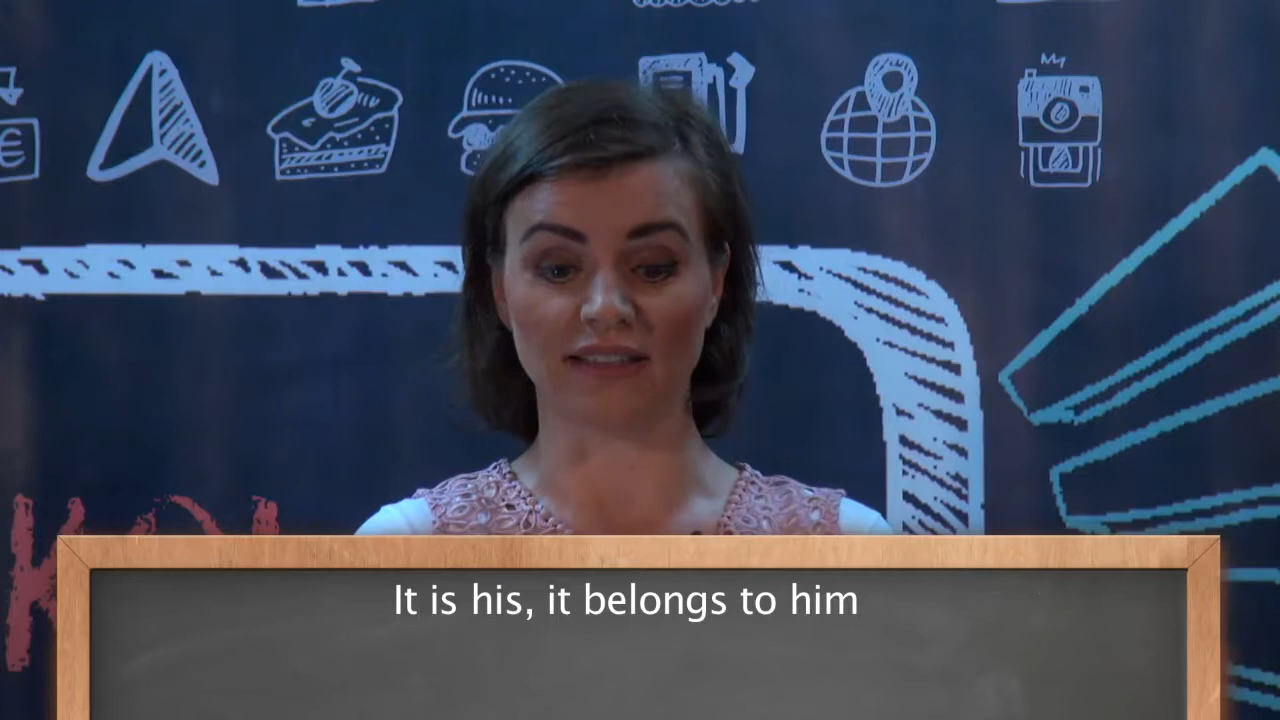 €
It is his, it belongs to him